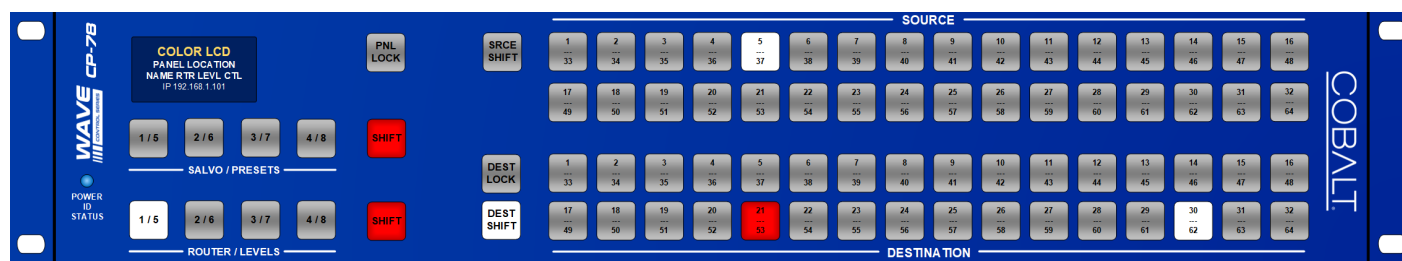 SOURCE
WAVE CP-78
CONTROL SERIES
COLOR LCD
PANEL LOCATION
NAME RTR LEVL CTL
IP 192.168.1.101
PNL
LOCK
SRCE
SHIFT
1 2 3 4 5 6 7 8 9 10 11 12 13 14 15 16
--- --- --- --- --- --- --- --- --- --- --- --- --- --- --- ---
33 34 35 36 37 38 39 40 41 42 43 44 45 46 47 48
17 18 19 20 21 22 23 24 25 26 27 28 29 30 31 32
--- --- --- --- --- --- --- --- --- --- --- --- --- --- --- ---
49 50 51 52 53 54 55 56 57 58 59 60 61 62 63 64
1 / 5 2 / 6 3 / 7 4 / 8 SHIFT
SALVO / PRESETS
POWER
ID
STATUS
DEST
LOCK
1 2 3 4 5 6 7 8 9 10 11 12 13 14 15 16
--- --- --- --- --- --- --- --- --- --- --- --- --- --- --- ---
33 34 35 36 37 38 39 40 41 42 43 44 45 46 47 48
1 / 5 2 / 6 3 / 7 4 / 8 SHIFT
ROUTER / LEVELS
DEST
SHIFT
17 18 19 20 21 22 23 24 25 26 27 28 29 30 31 32
--- --- --- --- --- --- --- --- --- --- --- --- --- --- --- ---
49 50 51 52 53 54 55 56 57 58 59 60 61 62 63 64
DESTINATION
COBALT